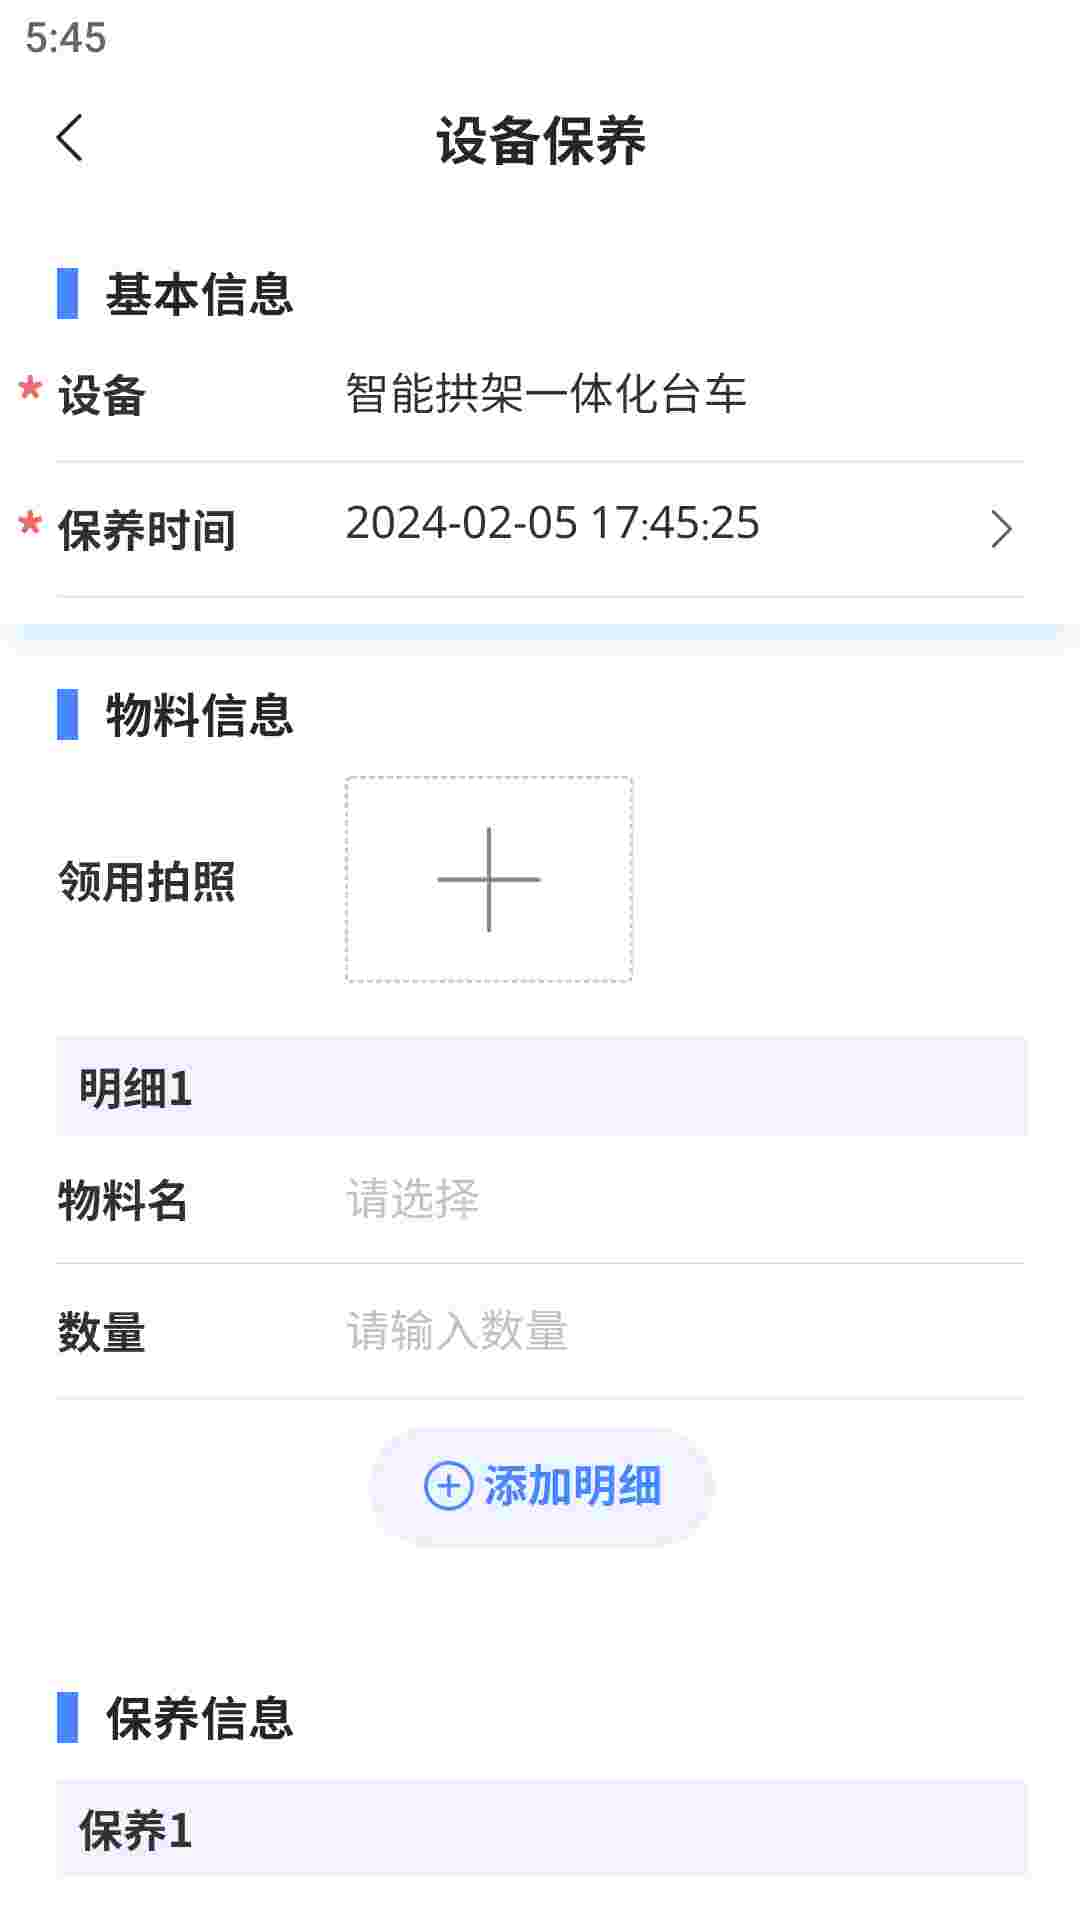 5:45
设备保养
基本信息
* 设备 智能拱架一体化台车
* 保养时间 2024-02-05 17:45:25
物料信息
领用拍照
明细1
物料名 请选择
数量 请输入数量
添加明细
保养信息
保养1